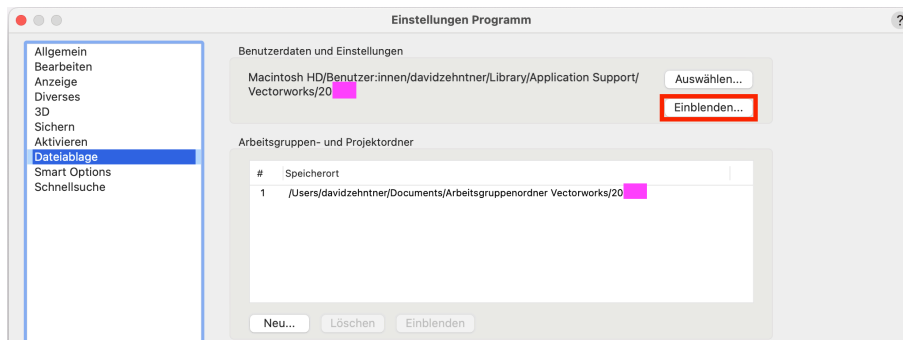 Einstellungen Programm
?
Allgemein
Bearbeiten
Anzeige
Diverses
3D
Sichern
Aktivieren
Dateiablage
Smart Options
Schnellsuche
Benutzerdaten und Einstellungen
Macintosh HD/Benutzer:innen/davidzehntner/Library/Application Support/
Vectorworks/20
Auswählen...
Einblenden...
Arbeitsgruppen- und Projektordner
# Speicherort
1 /Users/davidzehntner/Documents/Arbeitsgruppenordner Vectorworks/20
Neu... Löschen Einblenden